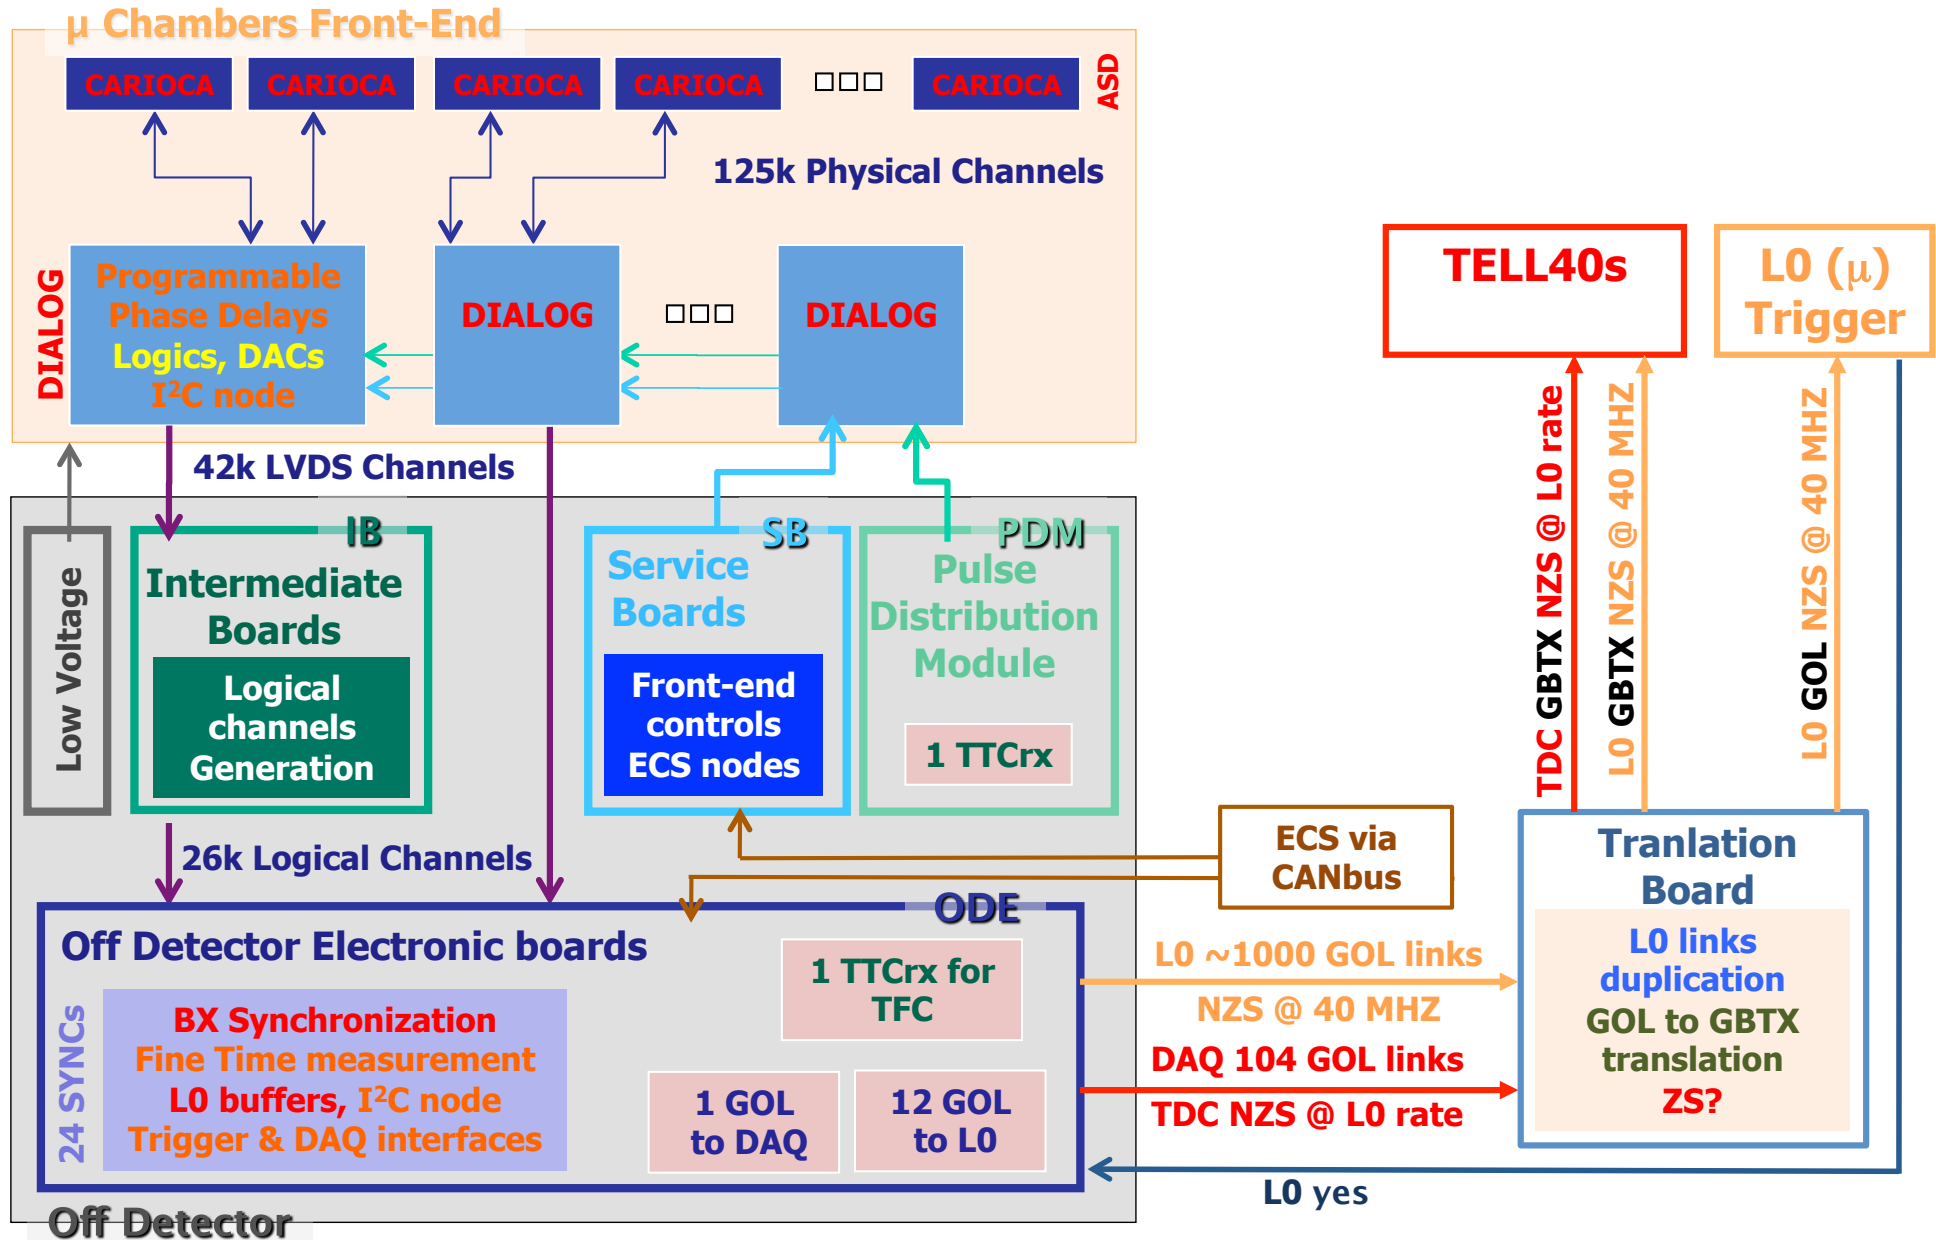 μ Chambers Front-End
CARIOCA
CARIOCA
CARIOCA
CARIOCA
CARIOCA
ASD
125k Physical Channels
DIALOG
Programmable
Phase Delays
Logics, DACs
I²C node
DIALOG
DIALOG
42k LVDS Channels
Low Voltage
IB
Intermediate
Boards
Logical
channels
Generation
SB
Service
Boards
Front-end
controls
ECS nodes
PDM
Pulse
Distribution
Module
1 TTCrx
26k Logical Channels
ECS via
CANbus
ODE
Off Detector Electronic boards
24 SYNCs
BX Synchronization
Fine Time measurement
L0 buffers, I²C node
Trigger & DAQ interfaces
1 TTCrx for
TFC
1 GOL
to DAQ
12 GOL
to L0
Off Detector
L0 ~1000 GOL links
NZS @ 40 MHZ
DAQ 104 GOL links
TDC NZS @ L0 rate
L0 yes
TELL40s
L0 (μ)
Trigger
TDC GBTX NZS @ L0 rate
L0 GBTX NZS @ 40 MHZ
L0 GOL NZS @ 40 MHZ
Tranlation
Board
L0 links
duplication
GOL to GBTX
translation
ZS?